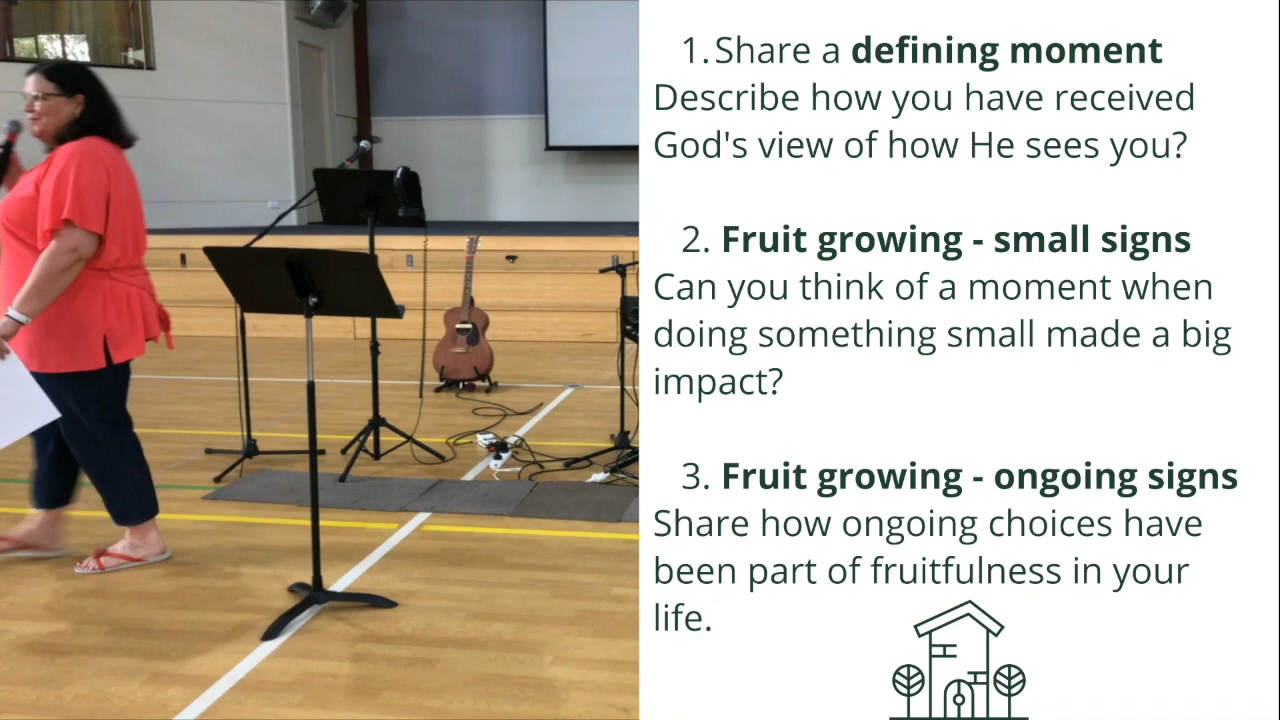 1. Share a defining moment
Describe how you have received
God's view of how He sees you?
2. Fruit growing - small signs
Can you think of a moment when
doing something small made a big
impact?
3. Fruit growing - ongoing signs
Share how ongoing choices have
been part of fruitfulness in your
life.